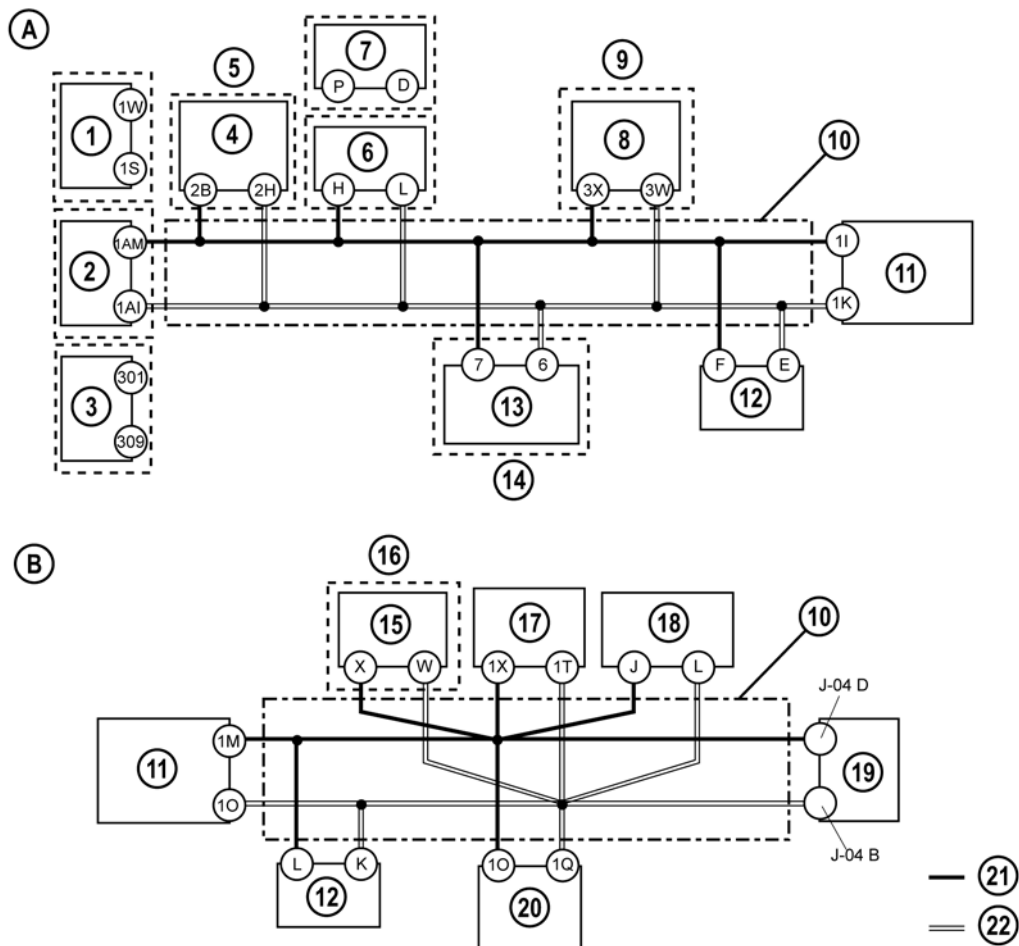 A
7
5
P D
9
1W
1
1S
4
6
8
10
2B 2H H L 3X 3W
1AM
2
1AI
1I
11
1K
3
301
309
7 6
13
F E
12
14
B
16
15
17
18
10
X W 1X 1T J L
J-04 D
11
1M
1O
19
J-04 B
L K
12
1O 1Q
20
21
22